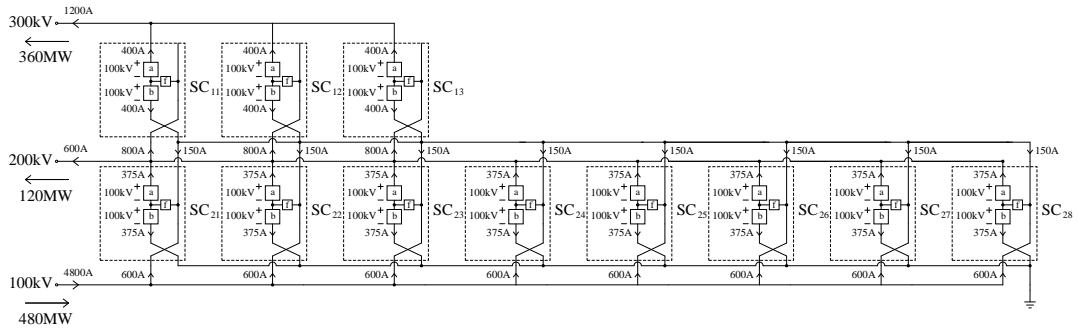 1200A
300kV
360MW
400A 400A 400A
100kV + − a 100kV + − a 100kV + − a
f SC11 f SC12 f SC13
100kV + − b 100kV + − b 100kV + − b
400A 400A 400A
600A 800A 150A 800A 150A 800A 150A 150A 150A 150A 150A 150A
200kV
120MW
375A 375A 375A 375A 375A 375A 375A 375A
100kV + − a 100kV + − a 100kV + − a 100kV + − a 100kV + − a 100kV + − a 100kV + − a 100kV + − a
f SC21 f SC22 f SC23 f SC24 f SC25 f SC26 f SC27 f SC28
100kV + − b 100kV + − b 100kV + − b 100kV + − b 100kV + − b 100kV + − b 100kV + − b 100kV + − b
375A 375A 375A 375A 375A 375A 375A 375A
4800A 600A 600A 600A 600A 600A 600A 600A 600A
100kV
480MW